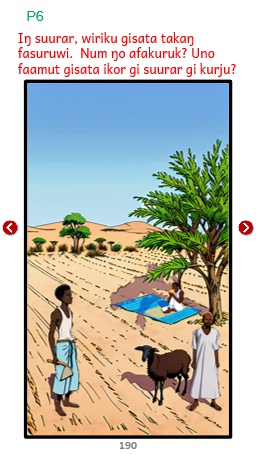 P6
Iŋ suurar, wiriku gisata takaŋ
fasuruwi. Num ŋo afakuruk? Uno
faamut gisata ikor gi suurar gi kurju?
190